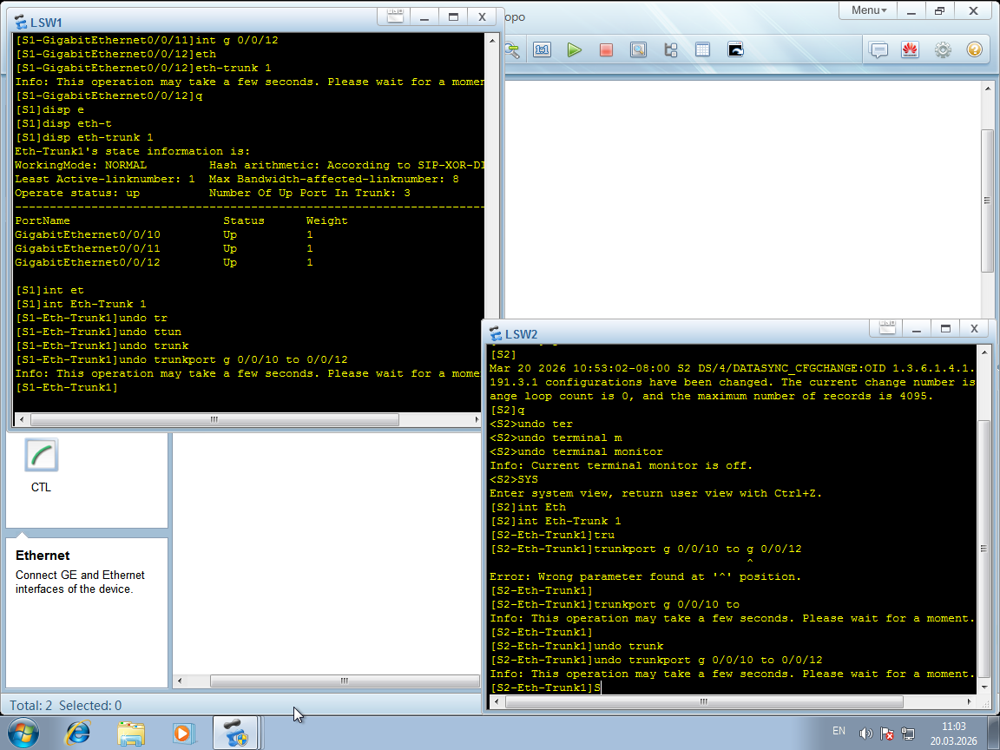 LSW1
[S1-GigabitEthernet0/0/11]int g 0/0/12
[S1-GigabitEthernet0/0/12]eth
[S1-GigabitEthernet0/0/12]eth-trunk 1
Info: This operation may take a few seconds. Please wait for a momen
[S1-GigabitEthernet0/0/12]q
[S1]disp e
[S1]disp eth-t
[S1]disp eth-trunk 1
Eth-Trunk1's state information is:
WorkingMode: NORMAL Hash arithmetic: According to SIP-XOR-DI
Least Active-linknumber: 1 Max Bandwidth-affected-linknumber: 8
Operate status: up Number Of Up Port In Trunk: 3
--------------------------------------------------------------------
PortName Status Weight
GigabitEthernet0/0/10 Up 1
GigabitEthernet0/0/11 Up 1
GigabitEthernet0/0/12 Up 1
[S1]int et
[S1]int Eth-Trunk 1
[S1-Eth-Trunk1]undo tr
[S1-Eth-Trunk1]undo ttun
[S1-Eth-Trunk1]undo trunk
[S1-Eth-Trunk1]undo trunkport g 0/0/10 to 0/0/12
Info: This operation may take a few seconds. Please wait for a mome
[S1-Eth-Trunk1]
opo
Menu
1:1
LSW2
[S2]
Mar 20 2026 10:53:02-08:00 S2 DS/4/DATASYNC_CFGCHANGE:OID 1.3.6.1.4.1.
191.3.1 configurations have been changed. The current change number is
ange loop count is 0, and the maximum number of records is 4095.
[S2]q
<S2>undo ter
<S2>undo terminal m
<S2>undo terminal monitor
Info: Current terminal monitor is off.
<S2>SYS
Enter system view, return user view with Ctrl+Z.
[S2]int Eth
[S2]int Eth-Trunk 1
[S2-Eth-Trunk1]tru
[S2-Eth-Trunk1]trunkport g 0/0/10 to g 0/0/12
^
Error: Wrong parameter found at '^' position.
[S2-Eth-Trunk1]
[S2-Eth-Trunk1]trunkport g 0/0/10 to
Info: This operation may take a few seconds. Please wait for a moment.
[S2-Eth-Trunk1]
[S2-Eth-Trunk1]undo trunk
[S2-Eth-Trunk1]undo trunkport g 0/0/10 to 0/0/12
Info: This operation may take a few seconds. Please wait for a moment.
[S2-Eth-Trunk1]S
CTL
Ethernet
Connect GE and Ethernet
interfaces of the device.
Total: 2 Selected: 0
EN
11:03
20.03.2026